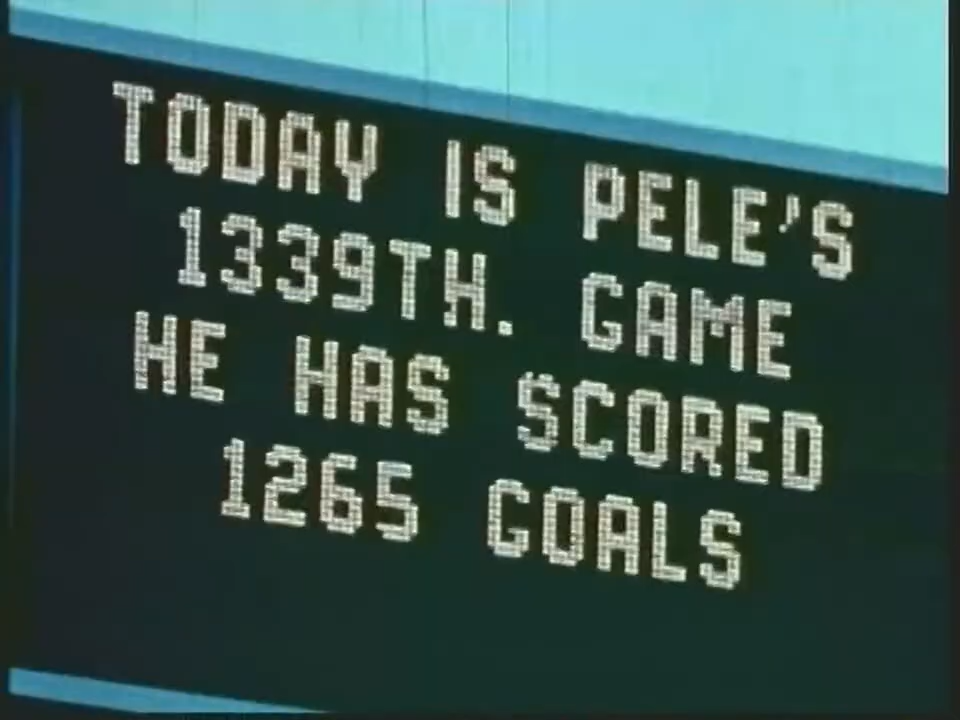 TODAY IS PELE'S
1339TH. GAME
HE HAS SCORED
1265 GOALS